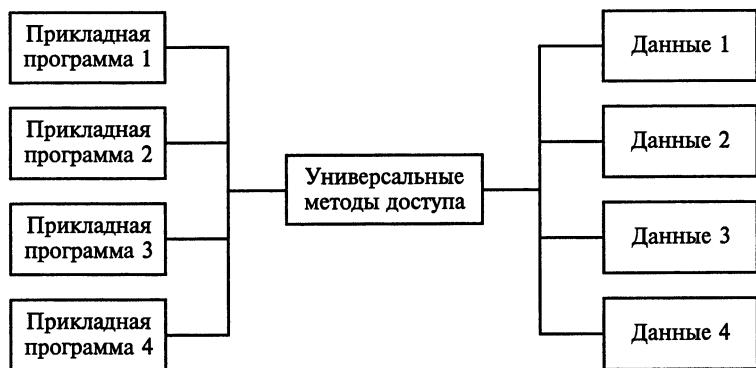 Прикладная
программа 1
Прикладная
программа 2
Прикладная
программа 3
Прикладная
программа 4
Универсальные
методы доступа
Данные 1
Данные 2
Данные 3
Данные 4